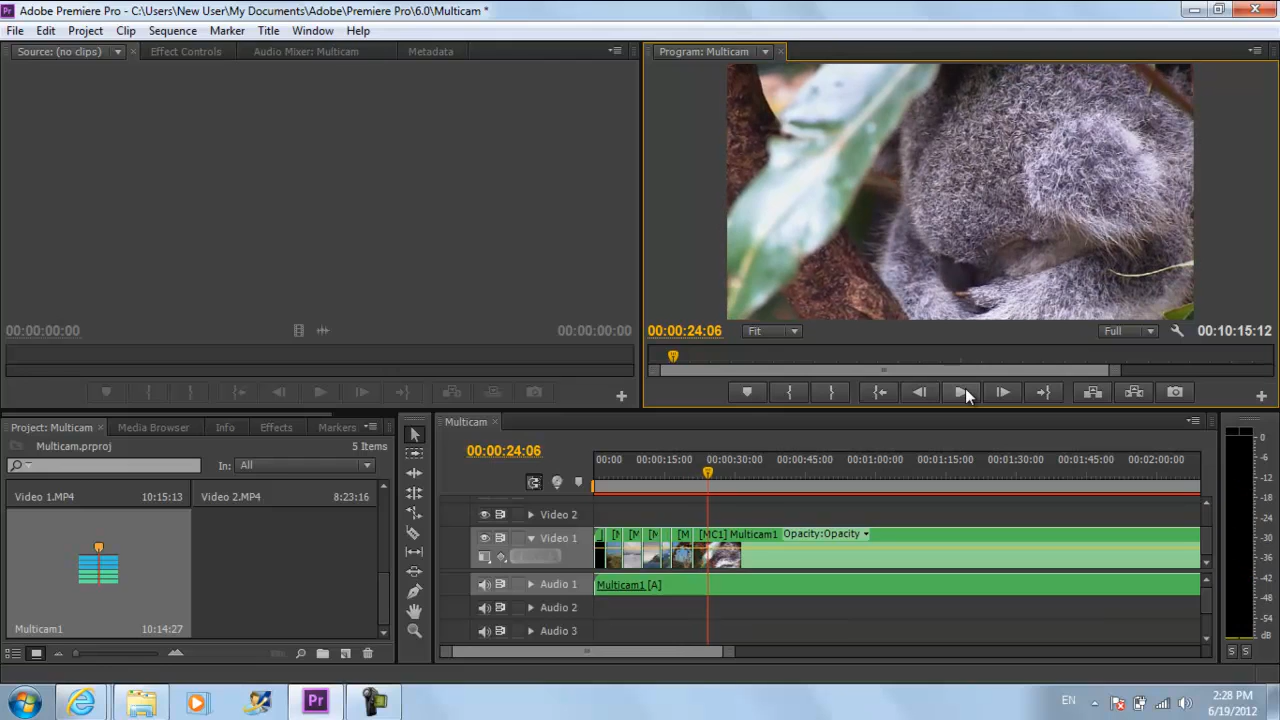 Pr Adobe Premiere Pro - C:\Users\New User\My Documents\Adobe\Premiere Pro\6.0\Multicam *
File Edit Project Clip Sequence Marker Title Window Help
Source: (no clips) Effect Controls Audio Mixer: Multicam Metadata
Program: Multicam
00:00:00:00 00:00:00:00
00:00:24:06 Fit Full 00:10:15:12
Project: Multicam Media Browser Info Effects Markers
Multicam.prproj 5 Items
In: All
Video 1.MP4 10:15:13 Video 2.MP4 8:23:16
Multicam1 10:14:27
Multicam
00:00:24:06
00:00 00:00:15:00 00:00:30:00 00:00:45:00 00:01:00:00 00:01:15:00 00:01:30:00 00:01:45:00 00:02:00:00
Video 2
Video 1 [M [M [M [M [MC1] Multicam1 Opacity:Opacity
Audio 1 Multicam1 [A]
Audio 2
Audio 3
0
-6
-12
-18
-24
-30
-36
-42
-48
-54
S S
Pr EN 2:28 PM
6/19/2012